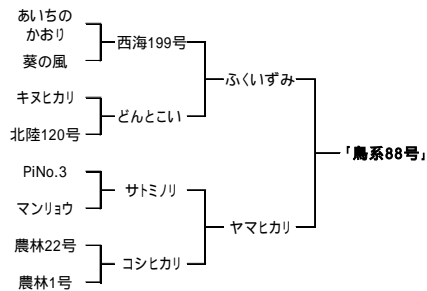 あいちの
かおり
葵の風
西海199号
キヌヒカリ
北陸120号
どんとこい
ふくいずみ
PiNo.3
マンリョウ
サトミノリ
農林22号
農林1号
コシヒカリ
ヤマヒカリ
「鳥系88号」